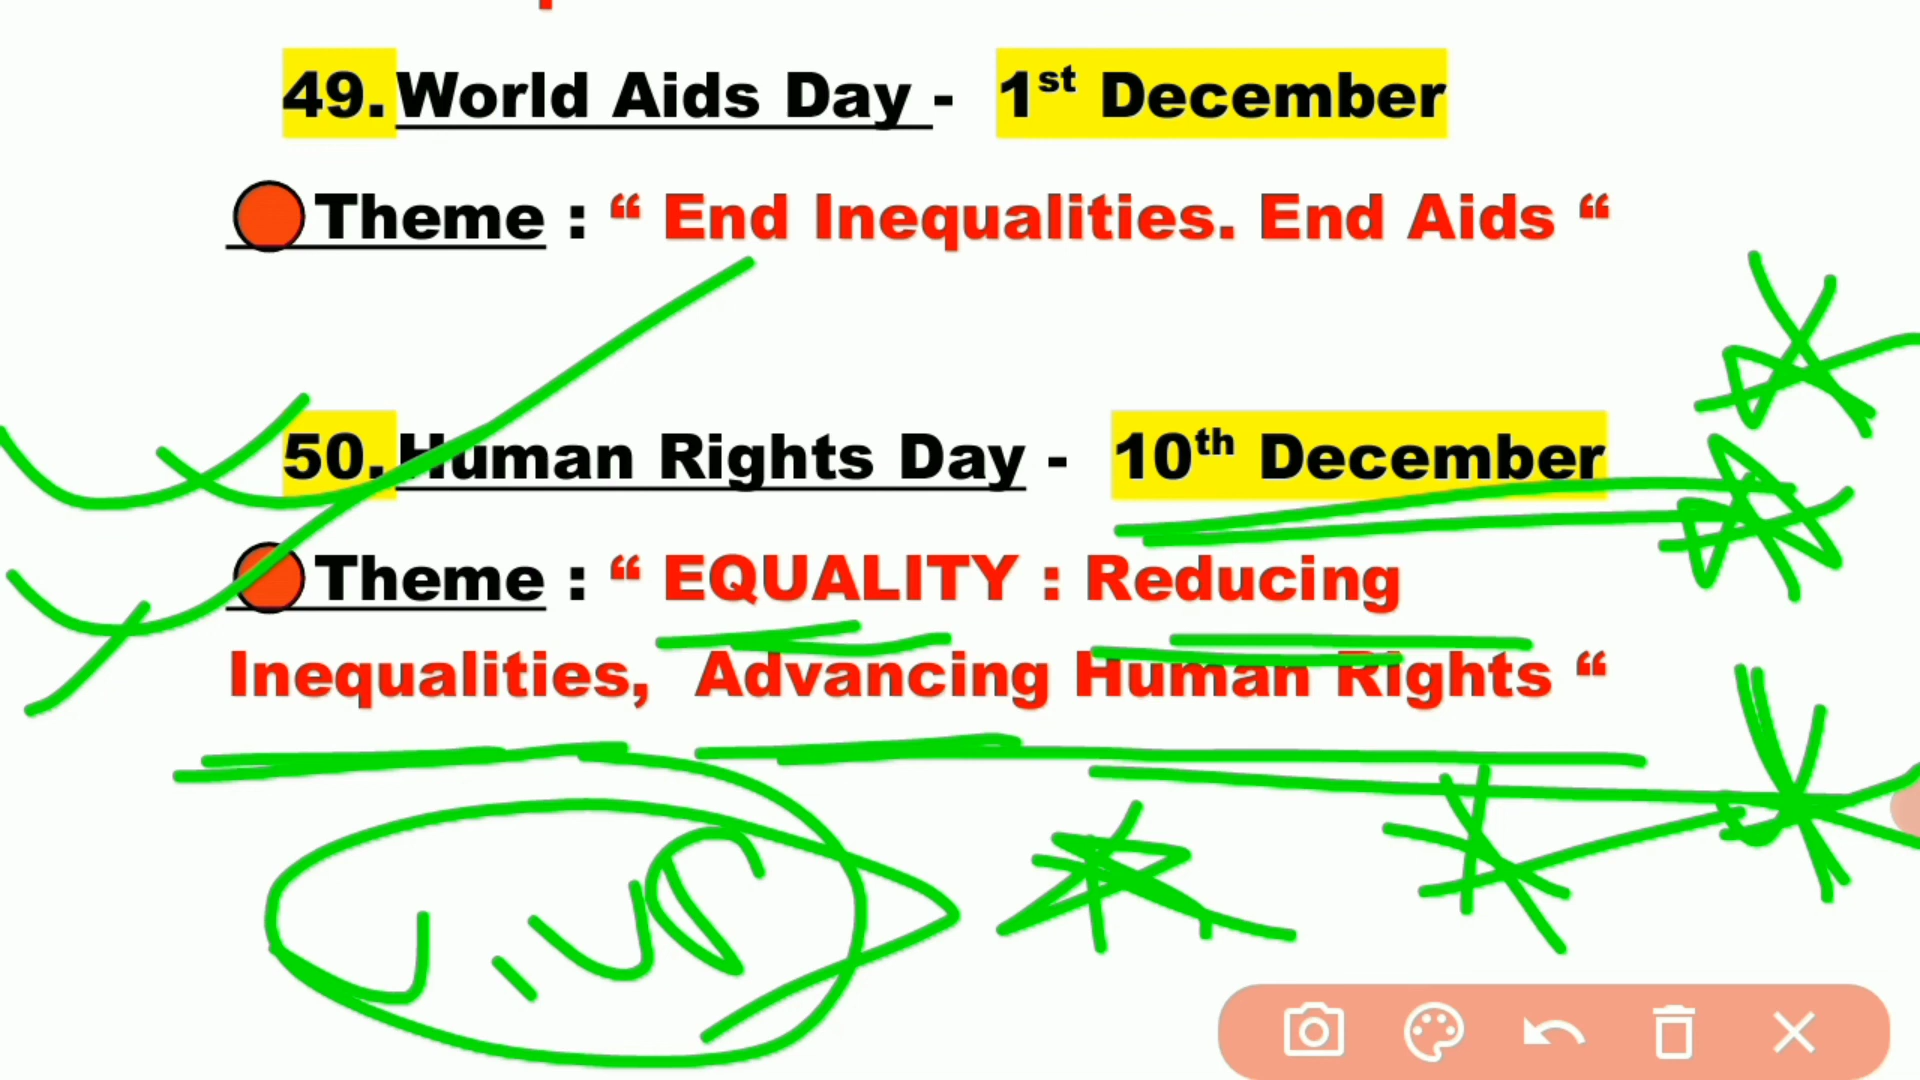 49. World Aids Day - 1st December
Theme : “ End Inequalities. End Aids “
50. Human Rights Day - 10th December
Theme : “ EQUALITY : Reducing
Inequalities, Advancing Human Rights “